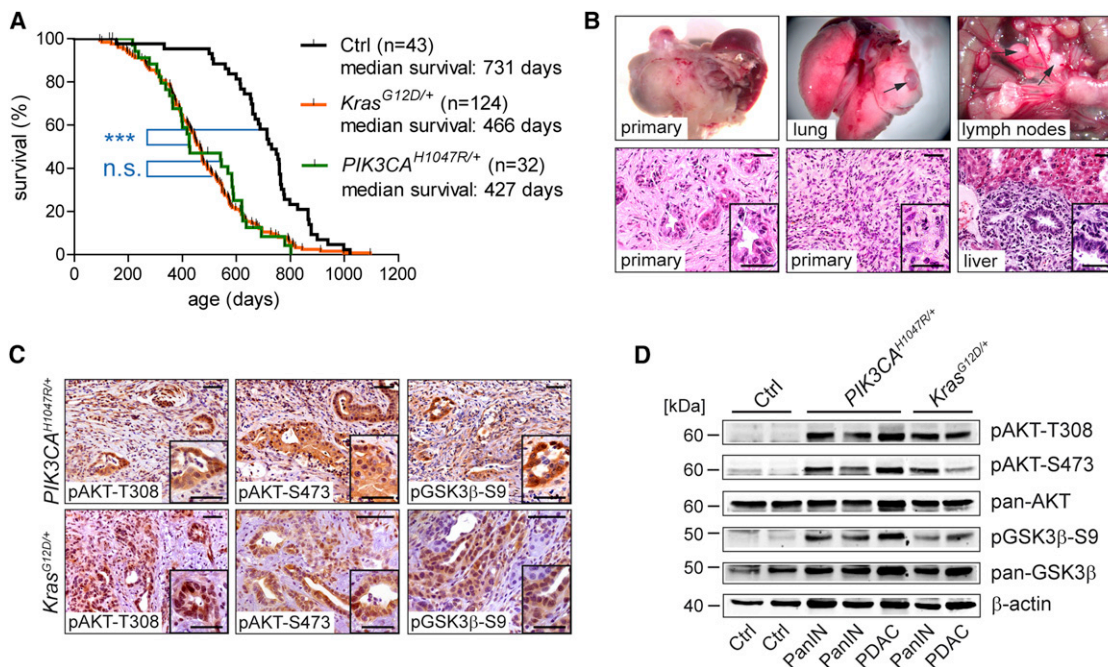 A
survival (%)
100
80
60
40
20
0
0 200 400 600 800 1000 1200
age (days)
***
n.s.
Ctrl (n=43)
median survival: 731 days
Kras^G12D/+ (n=124)
median survival: 466 days
PIK3CA^H1047R/+ (n=32)
median survival: 427 days
B
primary
lung
lymph nodes
primary
primary
liver
C
PIK3CA^H1047R/+
pAKT-T308
pAKT-S473
pGSK3β-S9
Kras^G12D/+
pAKT-T308
pAKT-S473
pGSK3β-S9
D
[kDa]
Ctrl
PIK3CA^H1047R/+
Kras^G12D/+
60
pAKT-T308
60
pAKT-S473
60
pan-AKT
50
pGSK3β-S9
50
pan-GSK3β
40
β-actin
Ctrl
Ctrl
PanIN
PanIN
PDAC
PanIN
PDAC